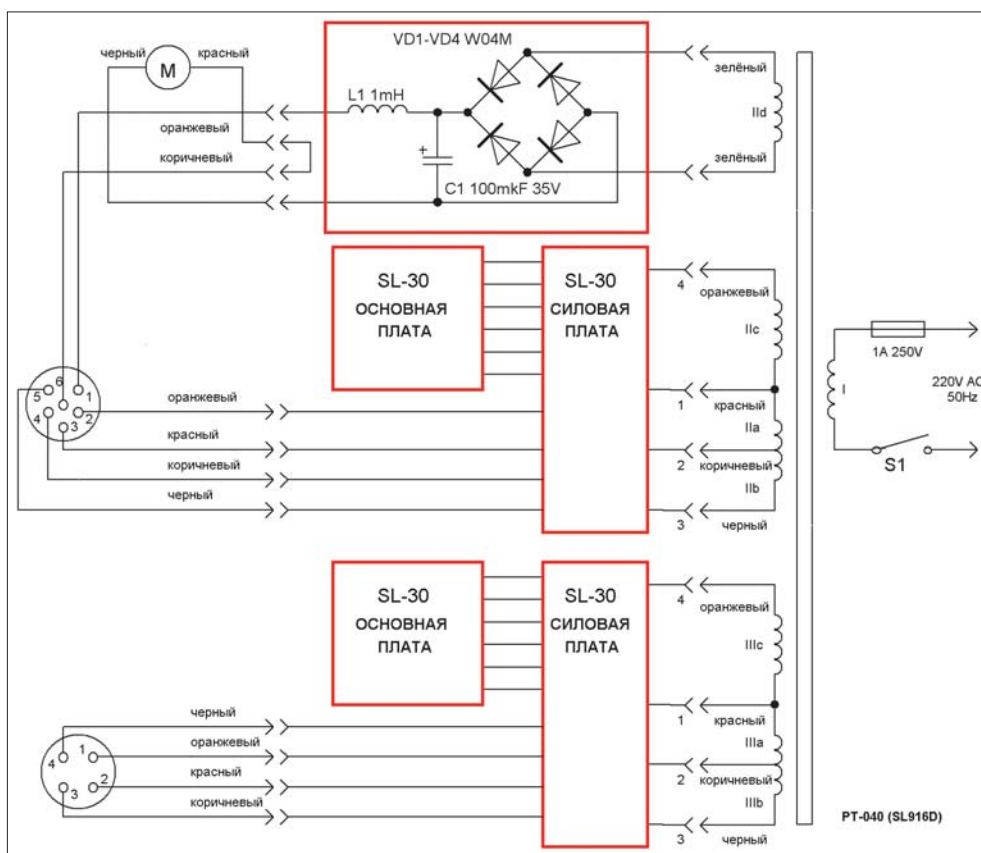 VD1-VD4 W04M
черный
красный
M
зелёный
L1 1mH
IId
оранжевый
коричневый
зелёный
+
C1 100mkF 35V
SL-30
ОСНОВНАЯ
ПЛАТА
SL-30
СИЛОВАЯ
ПЛАТА
4
оранжевый
IIc
1A 250V
220V AC
50Hz
I
S1
6
5
1
4
2
3
оранжевый
1
красный
IIa
красный
2
коричневый
коричневый
IIb
черный
3
черный
SL-30
ОСНОВНАЯ
ПЛАТА
SL-30
СИЛОВАЯ
ПЛАТА
4
оранжевый
IIIc
черный
1
красный
оранжевый
IIIa
4
1
красный
2
коричневый
3
2
коричневый
IIIb
3
черный
PT-040 (SL916D)